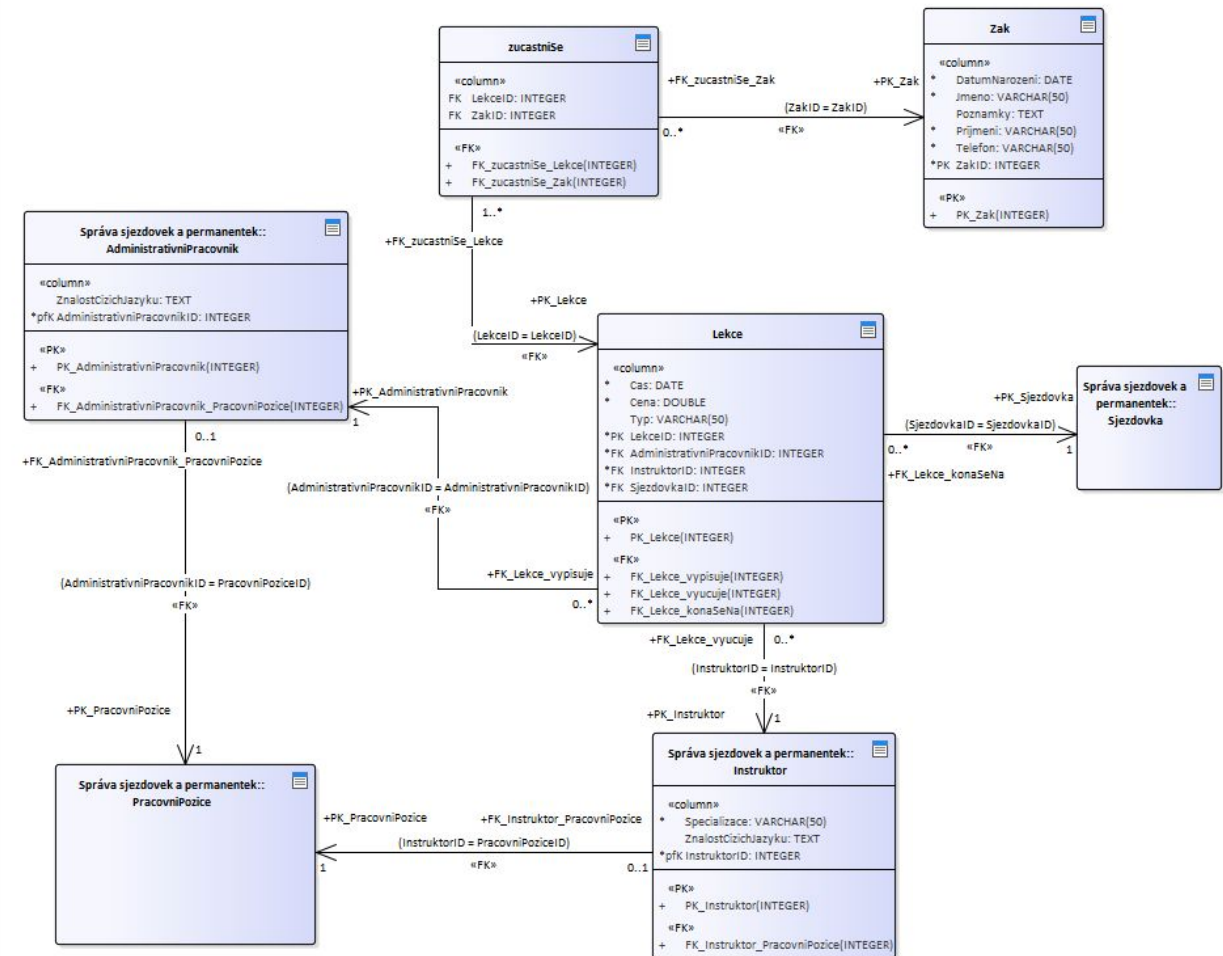 zucastniSe
«column»
FK LekceID: INTEGER
FK ZakID: INTEGER
«FK»
+ FK_zucastniSe_Lekce(INTEGER)
+ FK_zucastniSe_Zak(INTEGER)
+FK_zucastniSe_Zak
+PK_Zak
(ZakID = ZakID)
0..*
«FK»
Zak
«column»
* DatumNarozeni: DATE
* Jmeno: VARCHAR(50)
Poznamky: TEXT
* Prijmeni: VARCHAR(50)
* Telefon: VARCHAR(50)
*PK ZakID: INTEGER
«PK»
+ PK_Zak(INTEGER)
1..*
+FK_zucastniSe_Lekce
+PK_Lekce
(LekceID = LekceID)
«FK»
Správa sjezdovek a permanentek::
AdministrativniPracovnik
«column»
ZnalostCizichJazyku: TEXT
*pfK AdministrativniPracovnikID: INTEGER
«PK»
+ PK_AdministrativniPracovnik(INTEGER)
«FK»
+ FK_AdministrativniPracovnik_PracovniPozice(INTEGER)
+PK_AdministrativniPracovnik
1
Lekce
«column»
* Cas: DATE
* Cena: DOUBLE
Typ: VARCHAR(50)
*PK LekceID: INTEGER
*FK AdministrativniPracovnikID: INTEGER
*FK InstruktorID: INTEGER
*FK SjezdovkaID: INTEGER
«PK»
+ PK_Lekce(INTEGER)
«FK»
+ FK_Lekce_vypisuje(INTEGER)
+ FK_Lekce_vyucuje(INTEGER)
+ FK_Lekce_konaSeNa(INTEGER)
+PK_Sjezdovka
(SjezdovkaID = SjezdovkaID)
0..*
«FK»
1
+FK_Lekce_konaSeNa
Správa sjezdovek a
permanentek::
Sjezdovka
0..1
+FK_AdministrativniPracovnik_PracovniPozice
(AdministrativniPracovnikID = AdministrativniPracovnikID)
«FK»
+FK_Lekce_vypisuje
0..*
(AdministrativniPracovnikID = PracovniPoziceID)
«FK»
+PK_PracovniPozice
1
+FK_Lekce_vyucuje
0..*
(InstruktorID = InstruktorID)
«FK»
+PK_Instruktor
1
Správa sjezdovek a permanentek::
PracovniPozice
+PK_PracovniPozice
+FK_Instruktor_PracovniPozice
(InstruktorID = PracovniPoziceID)
1
«FK»
0..1
Správa sjezdovek a permanentek::
Instruktor
«column»
* Specializace: VARCHAR(50)
ZnalostCizichJazyku: TEXT
*pfK InstruktorID: INTEGER
«PK»
+ PK_Instruktor(INTEGER)
«FK»
+ FK_Instruktor_PracovniPozice(INTEGER)